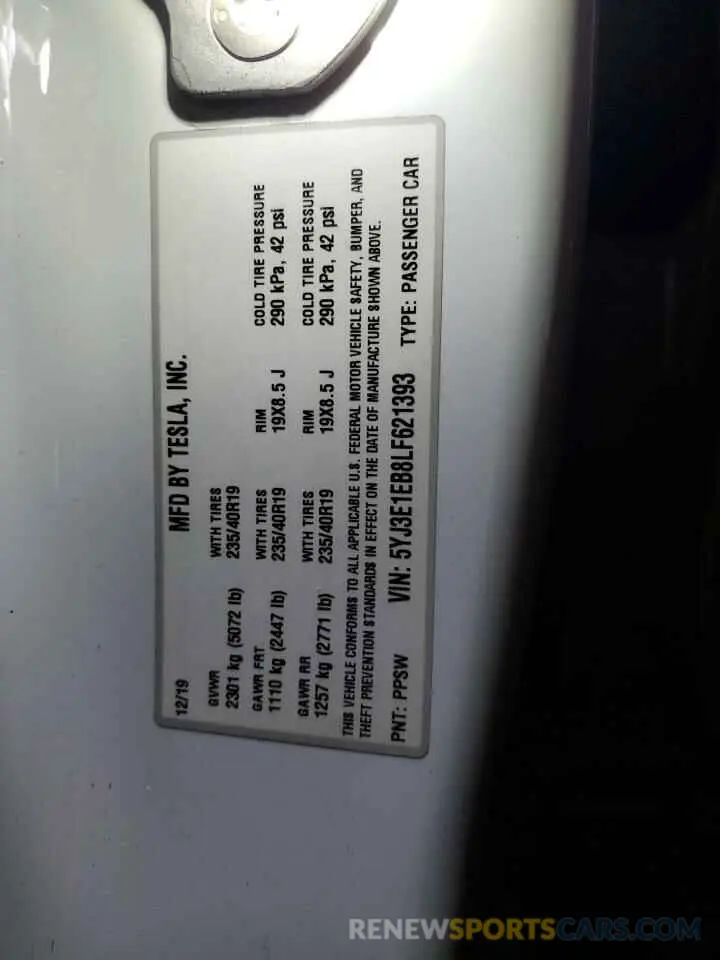 12/19 MFD BY TESLA, INC.
GVWR WITH TIRES
2301 kg (5072 lb) 235/40R19
GAWR FRT WITH TIRES RIM COLD TIRE PRESSURE
1110 kg (2447 lb) 235/40R19 19X8.5 J 290 kPa, 42 psi
GAWR RR WITH TIRES RIM COLD TIRE PRESSURE
1257 kg (2771 lb) 235/40R19 19X8.5 J 290 kPa, 42 psi
THIS VEHICLE CONFORMS TO ALL APPLICABLE U.S. FEDERAL MOTOR VEHICLE SAFETY, BUMPER, AND
THEFT PREVENTION STANDARDS IN EFFECT ON THE DATE OF MANUFACTURE SHOWN ABOVE.
PNT: PPSW VIN: 5YJ3E1EB8LF621393 TYPE: PASSENGER CAR
RENEWSPORTSCARS.COM